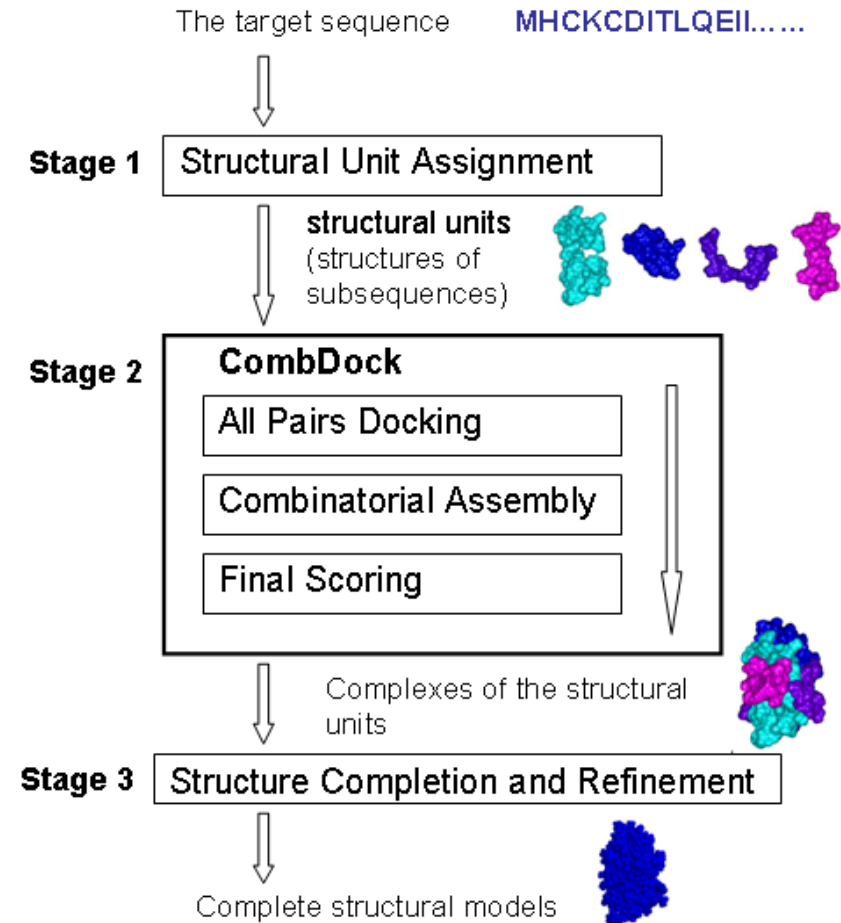 The target sequence MHCKCDITLQEII……
Stage 1 Structural Unit Assignment
structural units
(structures of
subsequences)
Stage 2 CombDock
All Pairs Docking
Combinatorial Assembly
Final Scoring
Complexes of the structural
units
Stage 3 Structure Completion and Refinement
Complete structural models